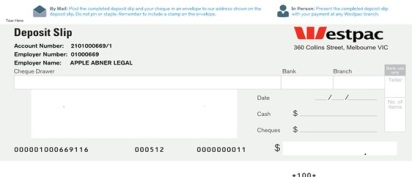 By Mail: Post the completed deposit slip and your cheque in an envelope to our address shown on the
deposit slip. Do not pin or staple. Remember to include a stamp on the envelope.
In Person: Present the completed deposit slip
with your payment at any Westpac branch.
Tear Here
Deposit Slip
Westpac
Account Number: 2101000669/1
Employer Number: 01000669
Employer Name: APPLE ABNER LEGAL
360 Collins Street, Melbourne VIC
Cheque Drawer
Bank
Branch
Bank use only
Teller
Date / /
No. of Items
Cash $
Cheques $
000001000669116 000512 0000000011 $ .
+100+